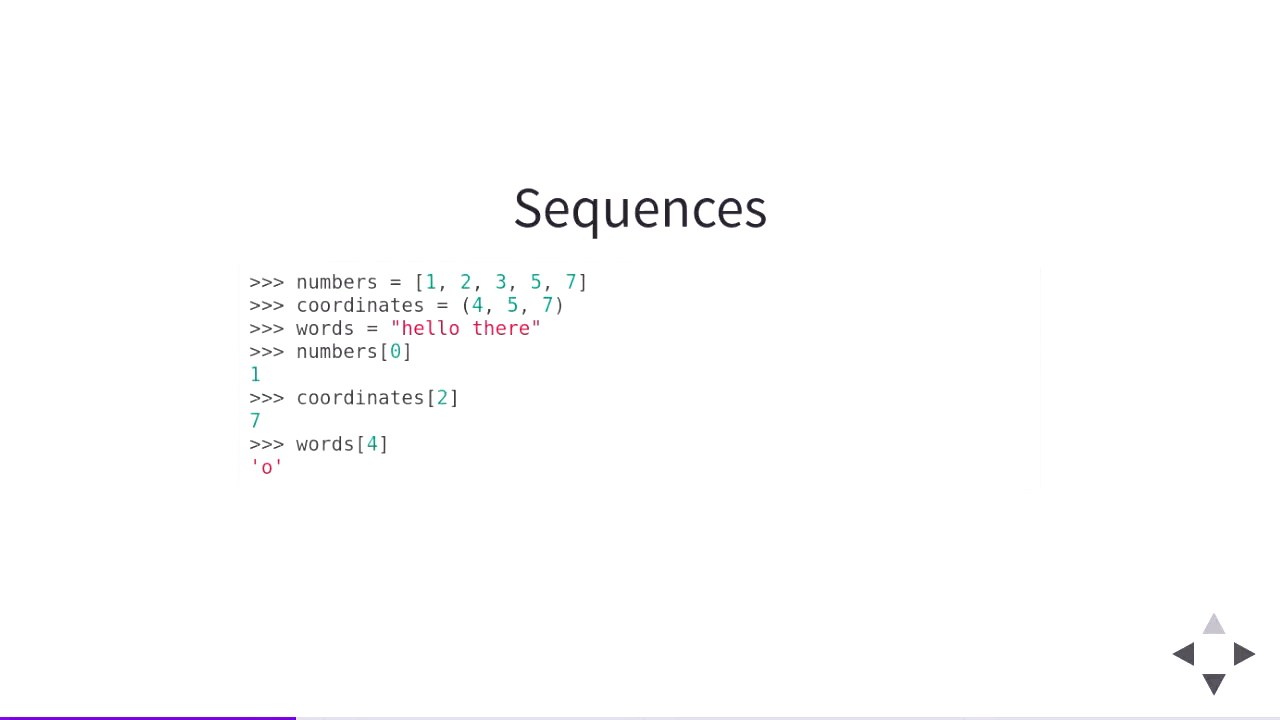 Sequences
>>> numbers = [1, 2, 3, 5, 7]
>>> coordinates = (4, 5, 7)
>>> words = "hello there"
>>> numbers[0]
1
>>> coordinates[2]
7
>>> words[4]
'o'